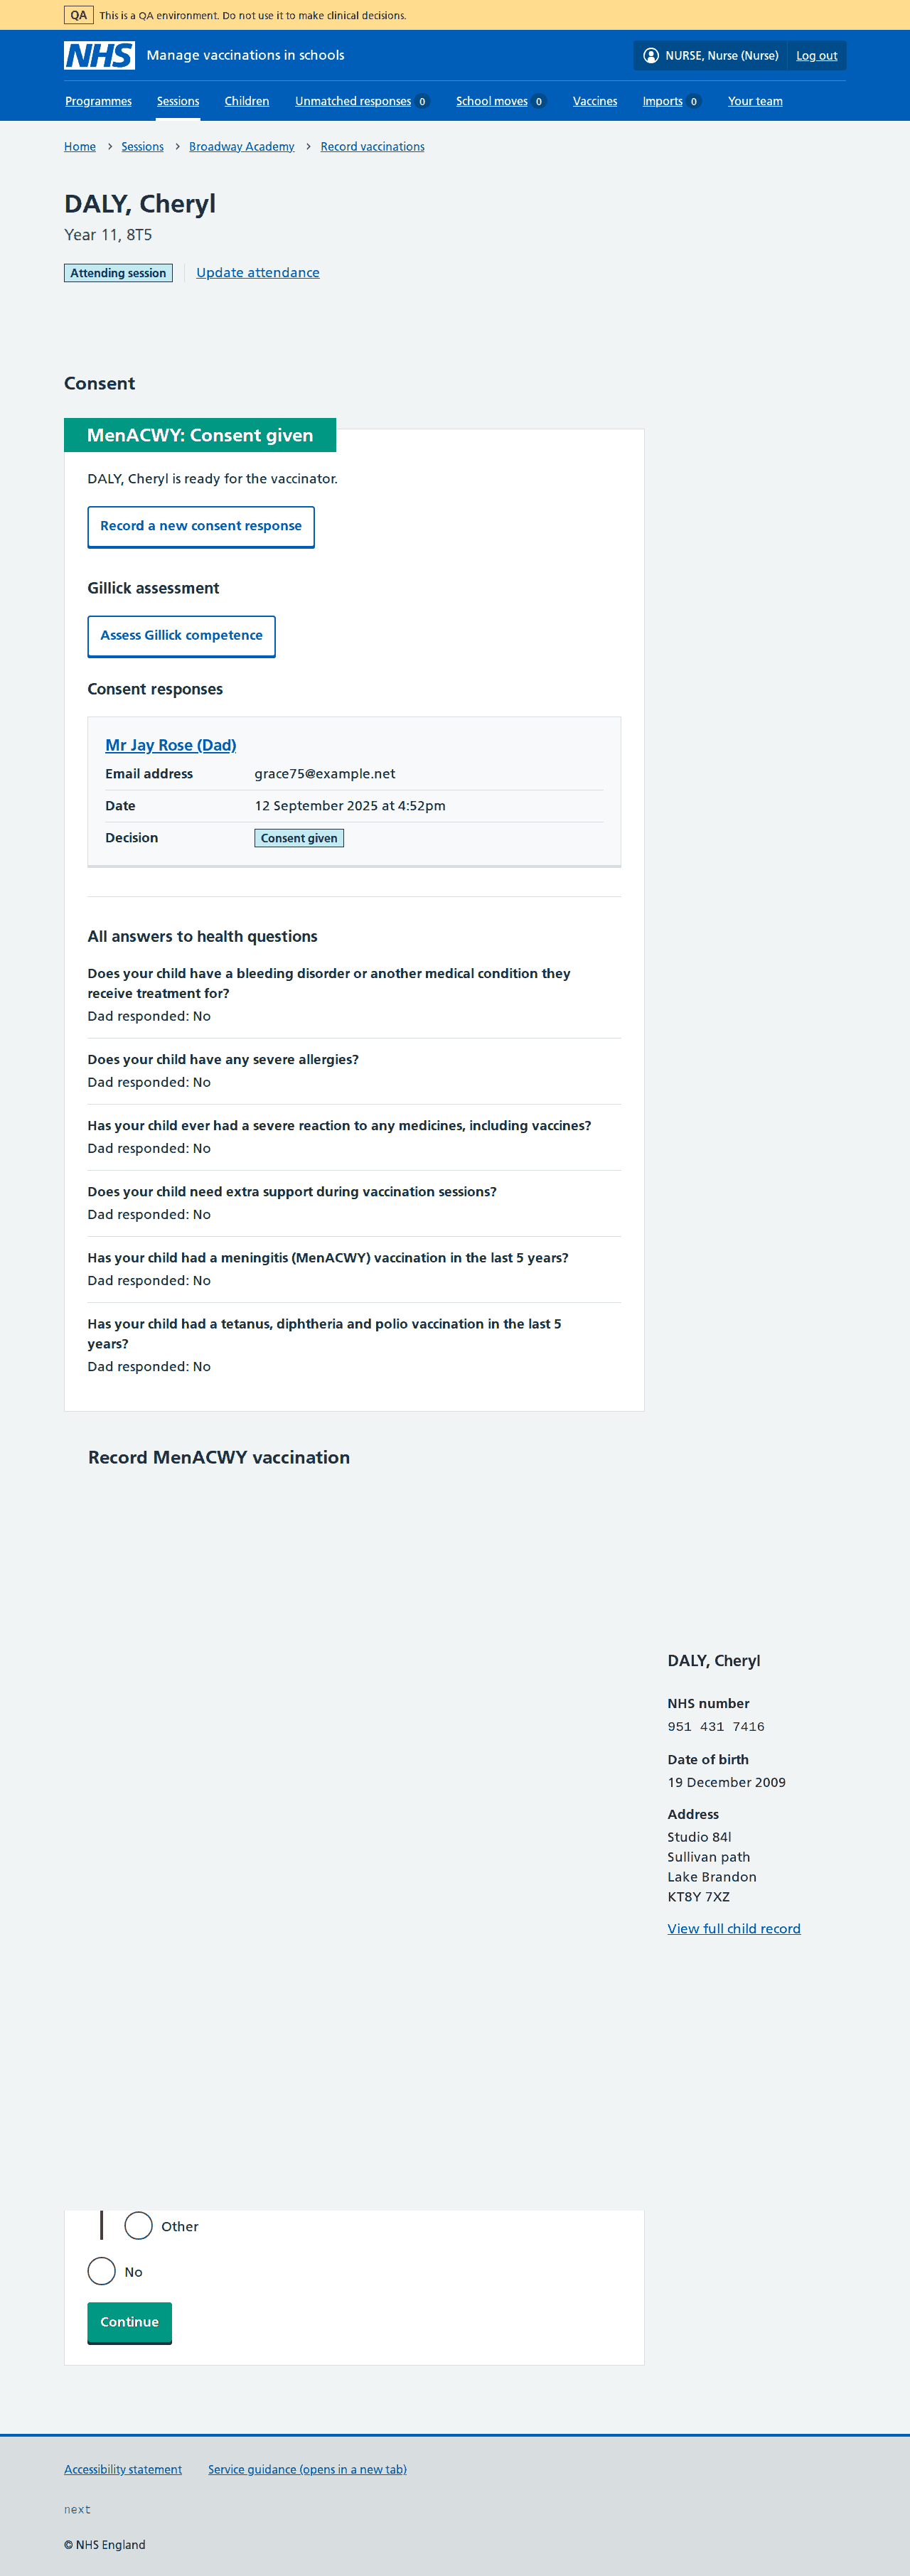 QA This is a QA environment. Do not use it to make clinical decisions.
NHS Manage vaccinations in schools NURSE, Nurse (Nurse) Log out
Programmes Sessions Children Unmatched responses 0 School moves 0 Vaccines Imports 0 Your team
Home Sessions Broadway Academy Record vaccinations
DALY, Cheryl
Year 11, 8T5
Attending session Update attendance
Consent
MenACWY: Consent given
DALY, Cheryl is ready for the vaccinator.
Record a new consent response
Gillick assessment
Assess Gillick competence
Consent responses
Mr Jay Rose (Dad)
Email address grace75@example.net
Date 12 September 2025 at 4:52pm
Decision Consent given
All answers to health questions
Does your child have a bleeding disorder or another medical condition they
receive treatment for?
Dad responded: No
Does your child have any severe allergies?
Dad responded: No
Has your child ever had a severe reaction to any medicines, including vaccines?
Dad responded: No
Does your child need extra support during vaccination sessions?
Dad responded: No
Has your child had a meningitis (MenACWY) vaccination in the last 5 years?
Dad responded: No
Has your child had a tetanus, diphtheria and polio vaccination in the last 5
years?
Dad responded: No
Record MenACWY vaccination
DALY, Cheryl
NHS number
951 431 7416
Date of birth
19 December 2009
Address
Studio 84l
Sullivan path
Lake Brandon
KT8Y 7XZ
View full child record
Other
No
Continue
Accessibility statement Service guidance (opens in a new tab)
next
© NHS England